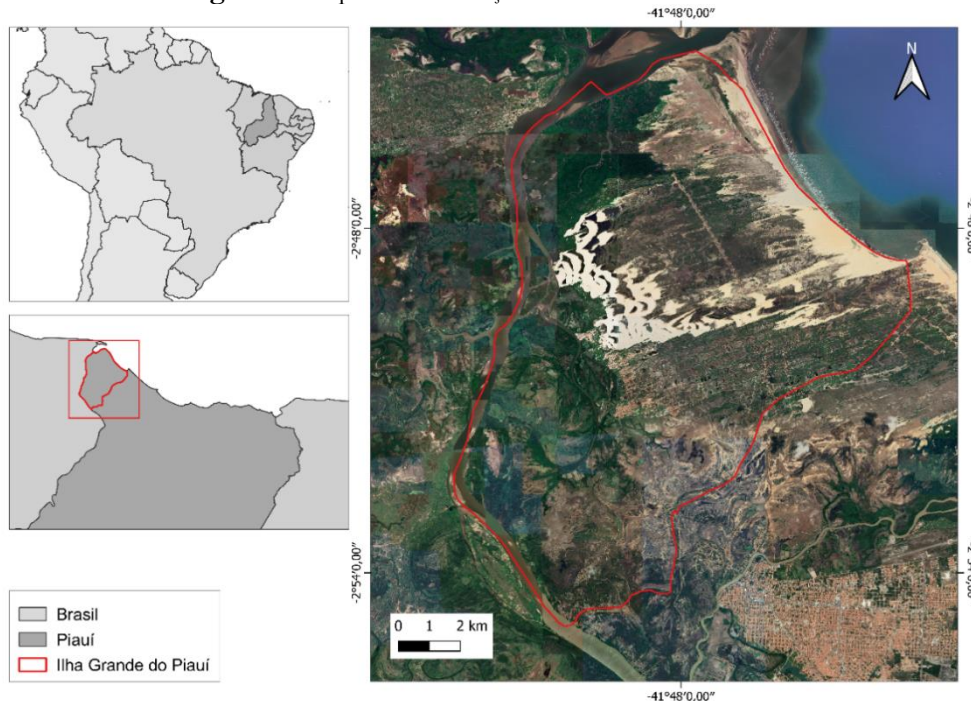 -41°48'0,00"
N
-2°48'0,00"
-2°54'0,00"
0 1 2 km
Brasil
Piauí
Ilha Grande do Piauí
-41°48'0,00"